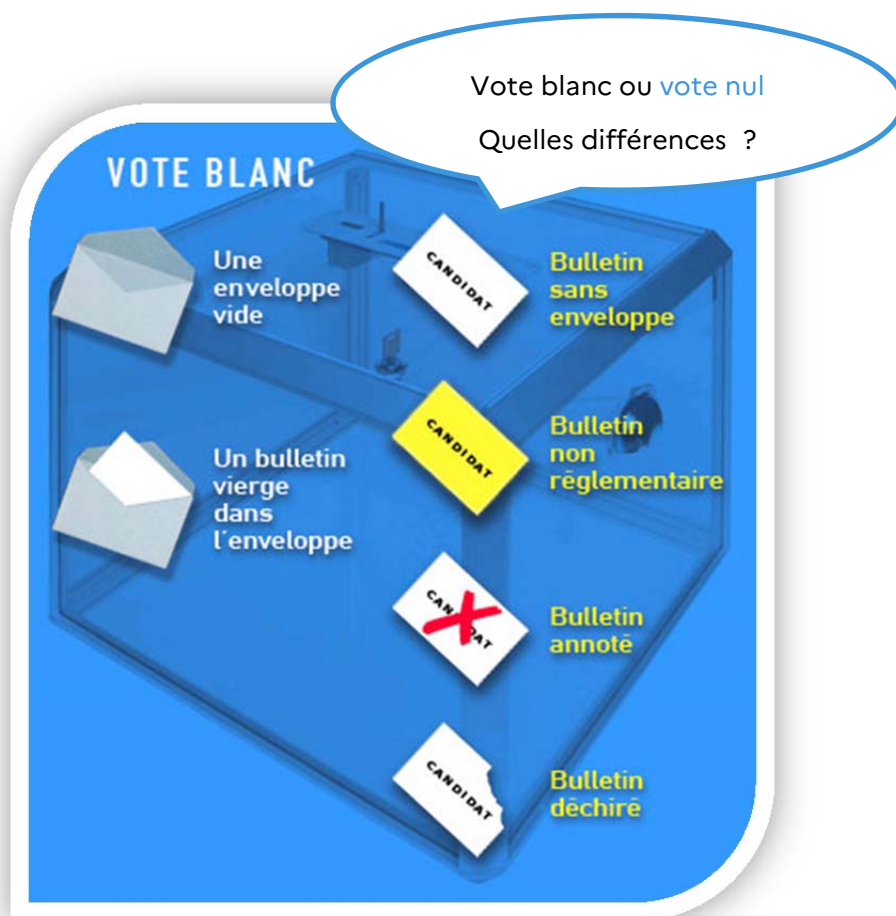 Vote blanc ou vote nul
Quelles différences ?
VOTE BLANC
Une
enveloppe
vide
Un bulletin
vierge
dans
l'enveloppe
CANDIDAT
Bulletin
sans
enveloppe
CANDIDAT
Bulletin
non
réglementaire
CANDIDAT
Bulletin
annoté
CANDIDAT
Bulletin
déchiré